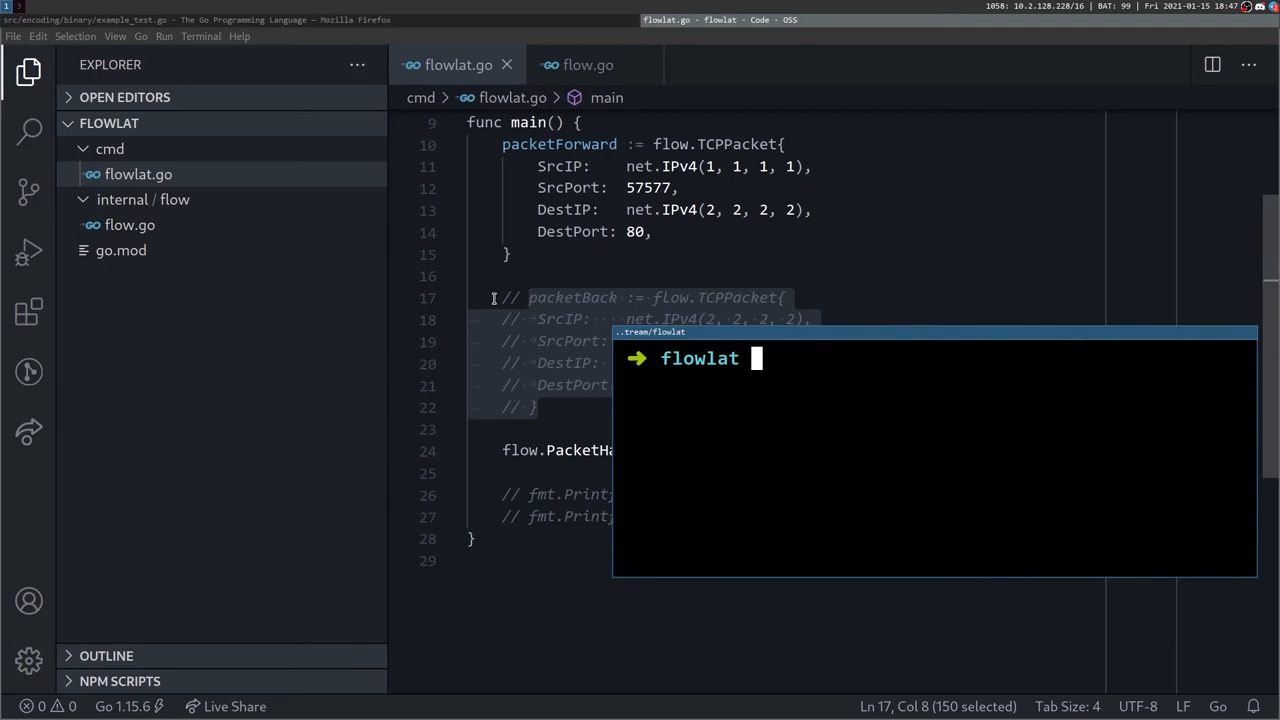 1
3
1058: 10.2.128.228/16 | BAT: 99 | Fri 2021-01-15 18:47
src/encoding/binary/example_test.go - The Go Programming Language — Mozilla Firefox
flowlat.go - flowlat - Code - OSS
File Edit Selection View Go Run Terminal Help
EXPLORER
flowlat.go
flow.go
OPEN EDITORS
cmd > flowlat.go > main
FLOWLAT
cmd
flowlat.go
internal / flow
flow.go
go.mod
OUTLINE
NPM SCRIPTS
9 func main() {
10 packetForward := flow.TCPPacket{
11 SrcIP: net.IPv4(1, 1, 1, 1),
12 SrcPort: 57577,
13 DestIP: net.IPv4(2, 2, 2, 2),
14 DestPort: 80,
15 }
16
17 // packetBack := flow.TCPPacket{
18 // SrcIP: net.IPv4(2, 2, 2, 2),
19 // SrcPort:
20 // DestIP:
21 // DestPort
22 // }
23
24 flow.PacketHa
25
26 // fmt.Print
27 // fmt.Print
28 }
29
..tream/flowlat
➜ flowlat
0 0 Go 1.15.6 Live Share
Ln 17, Col 8 (150 selected) Tab Size: 4 UTF-8 LF Go